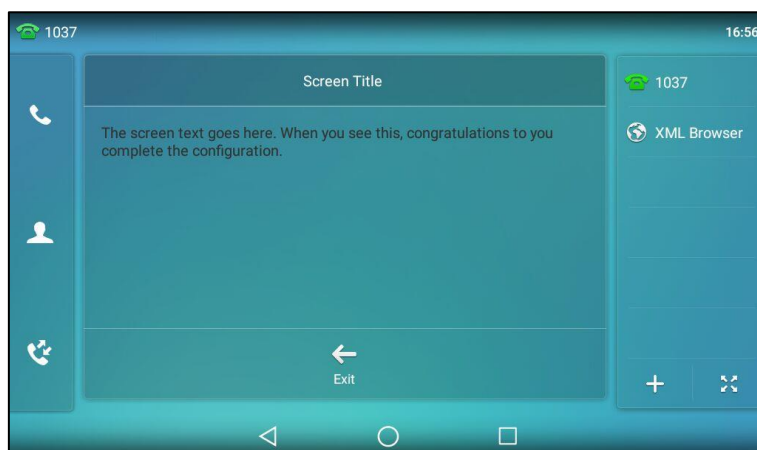 1037
16:56
Screen Title
The screen text goes here. When you see this, congratulations to you
complete the configuration.
Exit
1037
XML Browser